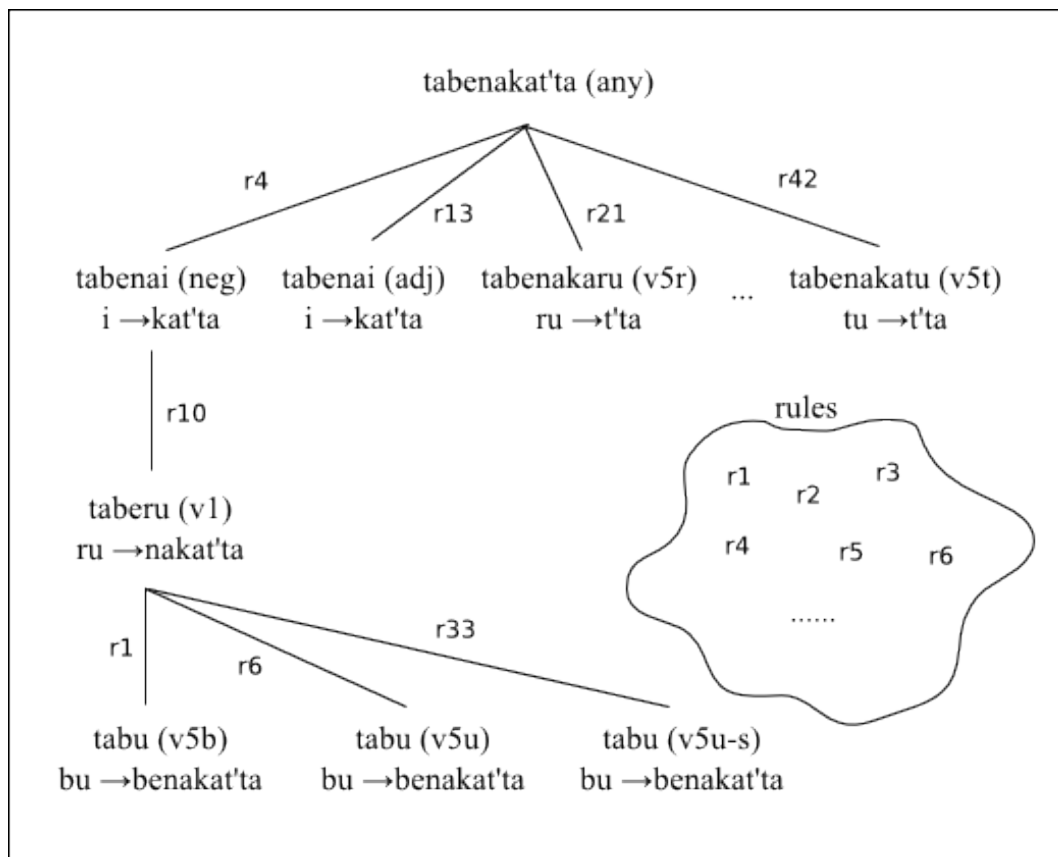 tabenakat'ta (any)
r4
r13
r21
r42
tabenai (neg)
i →kat'ta
tabenai (adj)
i →kat'ta
tabenakaru (v5r)
ru →t'ta
...
tabenakatu (v5t)
tu →t'ta
r10
taberu (v1)
ru →nakat'ta
rules
r1
r2
r3
r4
r5
r6
......
r1
r6
r33
tabu (v5b)
bu →benakat'ta
tabu (v5u)
bu →benakat'ta
tabu (v5u-s)
bu →benakat'ta